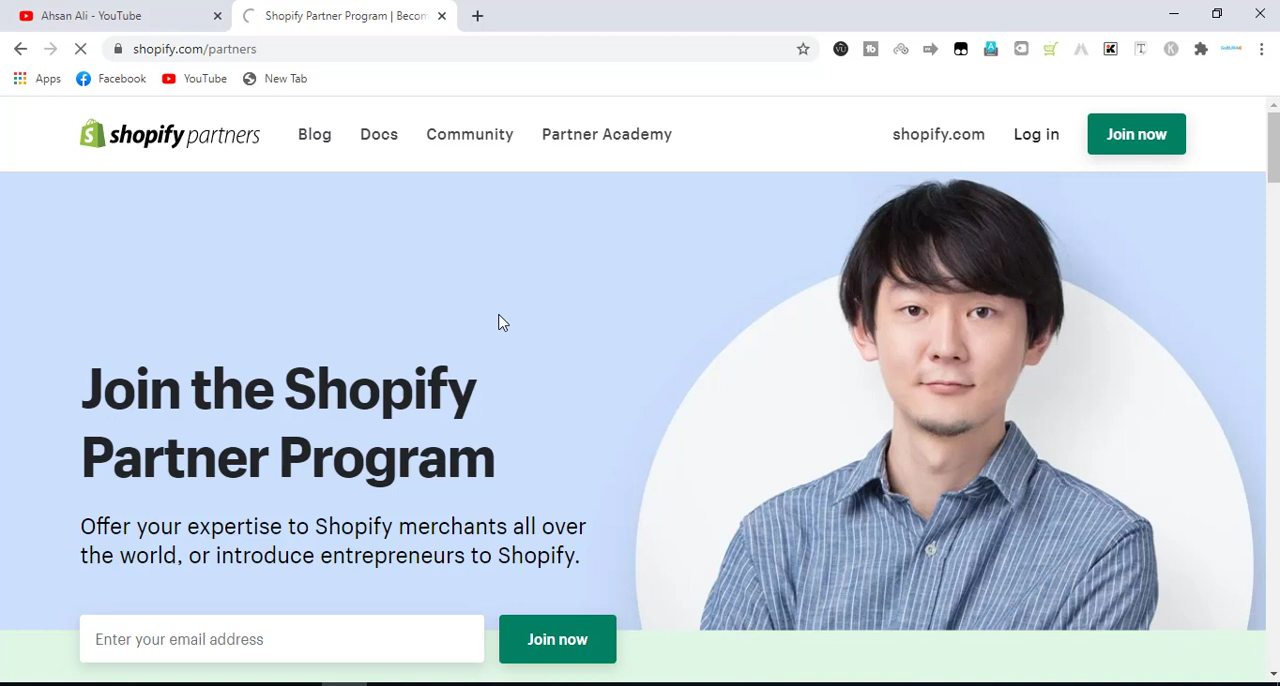 Ahsan Ali - YouTube
Shopify Partner Program | Becom
shopify.com/partners
Apps
Facebook
YouTube
New Tab
shopify partners
Blog
Docs
Community
Partner Academy
shopify.com
Log in
Join now
Join the Shopify
Partner Program
Offer your expertise to Shopify merchants all over
the world, or introduce entrepreneurs to Shopify.
Enter your email address
Join now